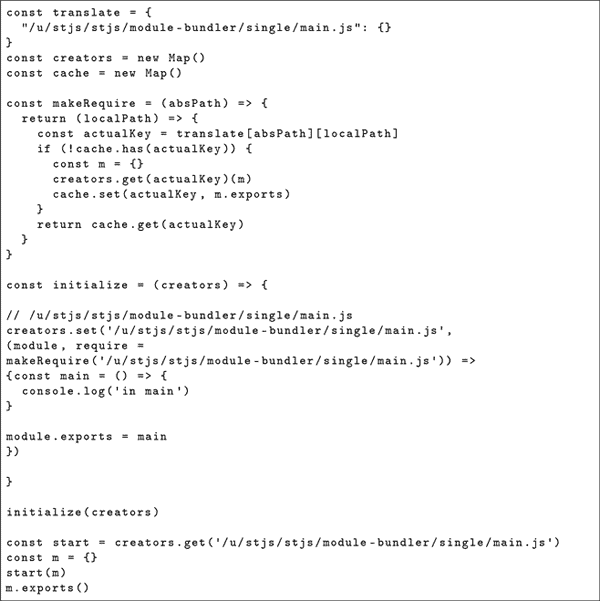 const translate = {
  "/u/stjs/stjs/module-bundler/single/main.js": {}
}
const creators = new Map()
const cache = new Map()

const makeRequire = (absPath) => {
  return (localPath) => {
    const actualKey = translate[absPath][localPath]
    if (!cache.has(actualKey)) {
      const m = {}
      creators.get(actualKey)(m)
      cache.set(actualKey, m.exports)
    }
    return cache.get(actualKey)
  }
}

const initialize = (creators) => {

// /u/stjs/stjs/module-bundler/single/main.js
creators.set('/u/stjs/stjs/module-bundler/single/main.js',
(module, require =
makeRequire('/u/stjs/stjs/module-bundler/single/main.js')) =>
{const main = () => {
  console.log('in main')
}

module.exports = main
})

}

initialize(creators)

const start = creators.get('/u/stjs/stjs/module-bundler/single/main.js')
const m = {}
start(m)
m.exports()